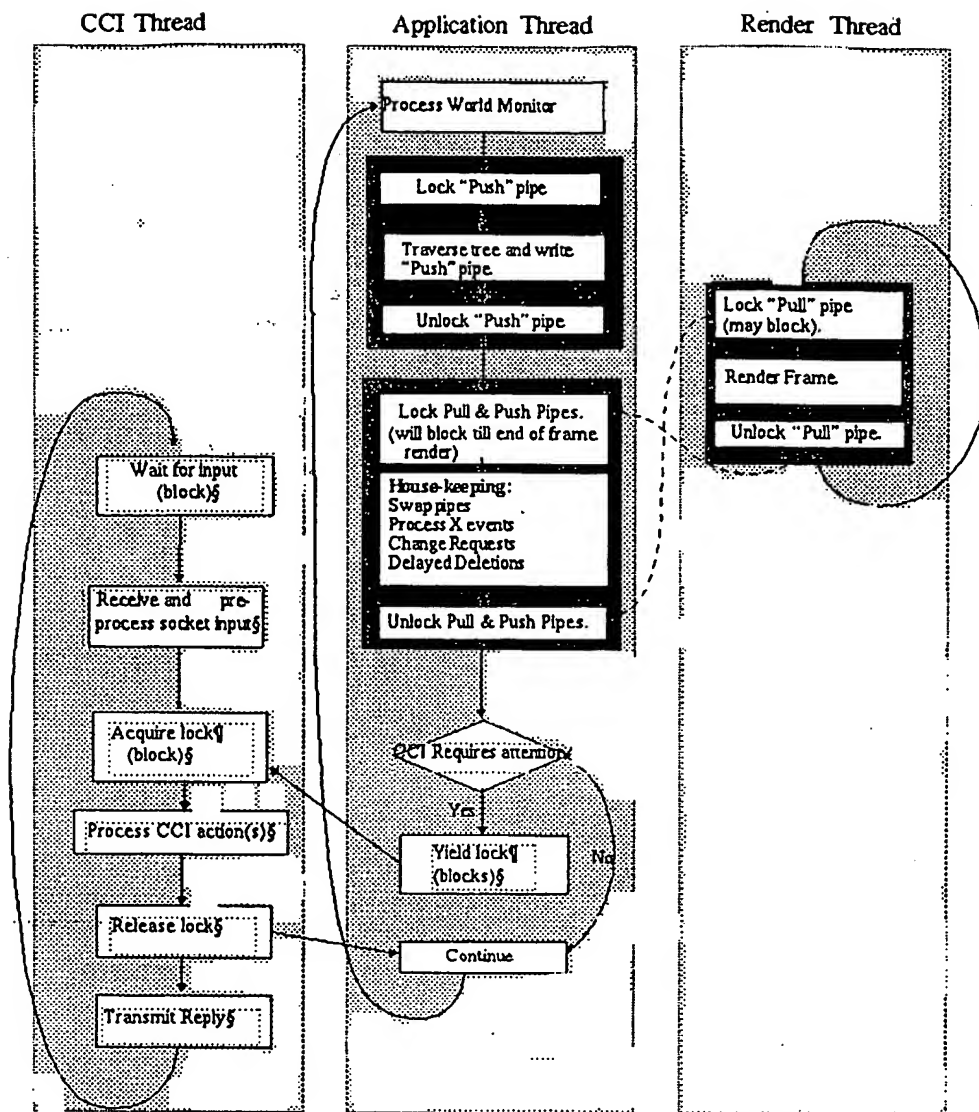 CCI Thread
Application Thread
Render Thread
Process World Monitor
Lock "Push" pipe
Traverse tree and write
"Push" pipe.
Unlock "Push" pipe
Lock Pull & Push Pipes.
(will block till end of frame
render)
House-keeping:
Swap pipes
Process X events
Change Requests
Delayed Deletions
Unlock Pull & Push Pipes.
CCI Requires attention
Yes
No
Yield lock¶
(blocks)§
Continue
Lock "Pull" pipe
(may block).
Render Frame.
Unlock "Pull" pipe.
Wait for input
(block)§
Receive and pre-
process socket input§
Acquire lock¶
(block)§
Process CCI action(s)§
Release lock§
Transmit Reply§